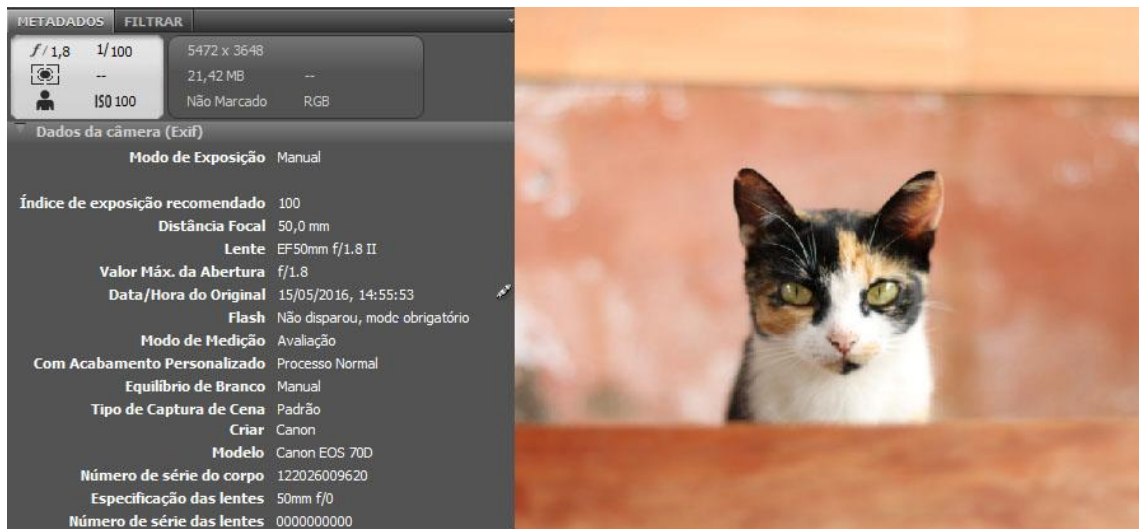 METADADOS FILTRAR
f/1,8 1/100 5472 x 3648
-- 21,42 MB --
ISO 100 Não Marcado RGB
Dados da câmera (Exif)
Modo de Exposição Manual
Índice de exposição recomendado 100
Distância Focal 50,0 mm
Lente EF50mm f/1.8 II
Valor Máx. da Abertura f/1.8
Data/Hora do Original 15/05/2016, 14:55:53
Flash Não disparou, modo obrigatório
Modo de Medição Avaliação
Com Acabamento Personalizado Processo Normal
Equilíbrio de Branco Manual
Tipo de Captura de Cena Padrão
Criar Canon
Modelo Canon EOS 70D
Número de série do corpo 122026009620
Especificação das lentes 50mm f/0
Número de série das lentes 0000000000